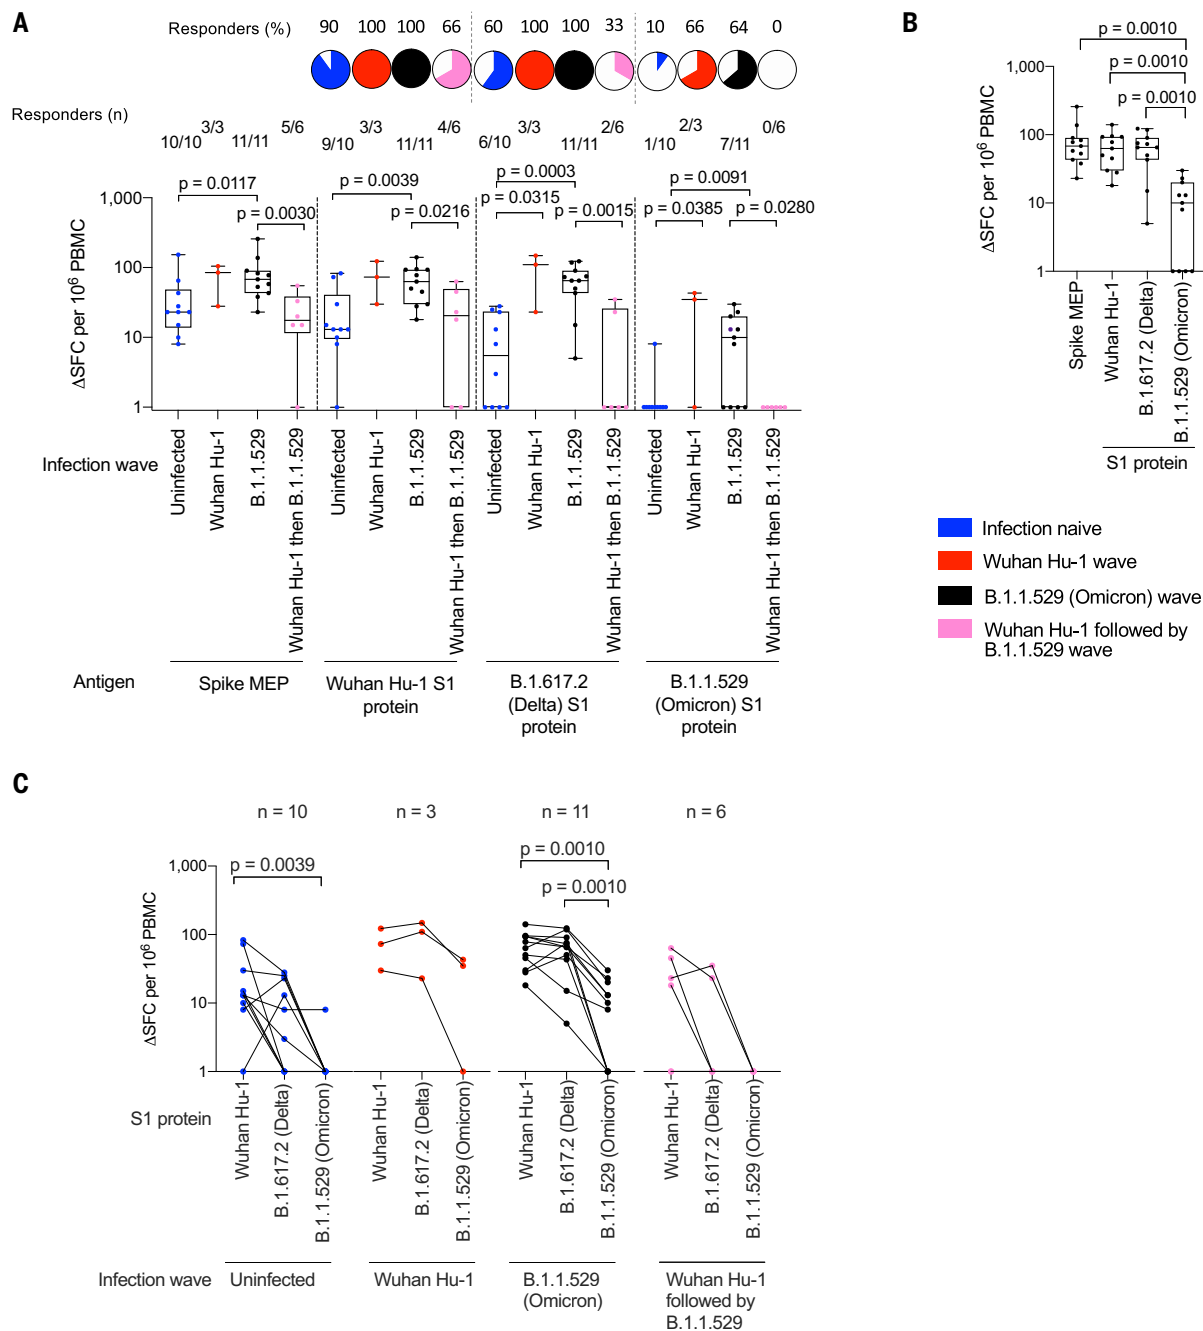 A
Responders (%)
90 100 100 66 60 100 100 33 10 66 64 0
Responders (n)
10/10 3/3 11/11 5/6 9/10 3/3 11/11 4/6 6/10 3/3 11/11 2/6 1/10 2/3 7/11 0/6
p = 0.0117
p = 0.0030
p = 0.0039
p = 0.0216
p = 0.0003
p = 0.0315
p = 0.0015
p = 0.0091
p = 0.0385
p = 0.0280
ΔSFC per 10⁶ PBMC
1,000
100
10
1
Infection wave
Uninfected
Wuhan Hu-1
B.1.1.529
Wuhan Hu-1 then B.1.1.529
Uninfected
Wuhan Hu-1
B.1.1.529
Wuhan Hu-1 then B.1.1.529
Uninfected
Wuhan Hu-1
B.1.1.529
Wuhan Hu-1 then B.1.1.529
Uninfected
Wuhan Hu-1
B.1.1.529
Wuhan Hu-1 then B.1.1.529
Antigen
Spike MEP
Wuhan Hu-1 S1
protein
B.1.617.2
(Delta) S1
protein
B.1.1.529
(Omicron) S1
protein
B
p = 0.0010
p = 0.0010
p = 0.0010
ΔSFC per 10⁶ PBMC
1,000
100
10
1
Spike MEP
Wuhan Hu-1
B.1.617.2 (Delta)
B.1.1.529 (Omicron)
S1 protein
Infection naive
Wuhan Hu-1 wave
B.1.1.529 (Omicron) wave
Wuhan Hu-1 followed by
B.1.1.529 wave
C
n = 10
n = 3
n = 11
n = 6
p = 0.0039
p = 0.0010
p = 0.0010
ΔSFC per 10⁶ PBMC
1,000
100
10
1
S1 protein
Wuhan Hu-1
B.1.617.2 (Delta)
B.1.1.529 (Omicron)
Wuhan Hu-1
B.1.617.2 (Delta)
B.1.1.529 (Omicron)
Wuhan Hu-1
B.1.617.2 (Delta)
B.1.1.529 (Omicron)
Wuhan Hu-1
B.1.617.2 (Delta)
B.1.1.529 (Omicron)
Infection wave
Uninfected
Wuhan Hu-1
B.1.1.529
(Omicron)
Wuhan Hu-1
followed by
B.1.1.529